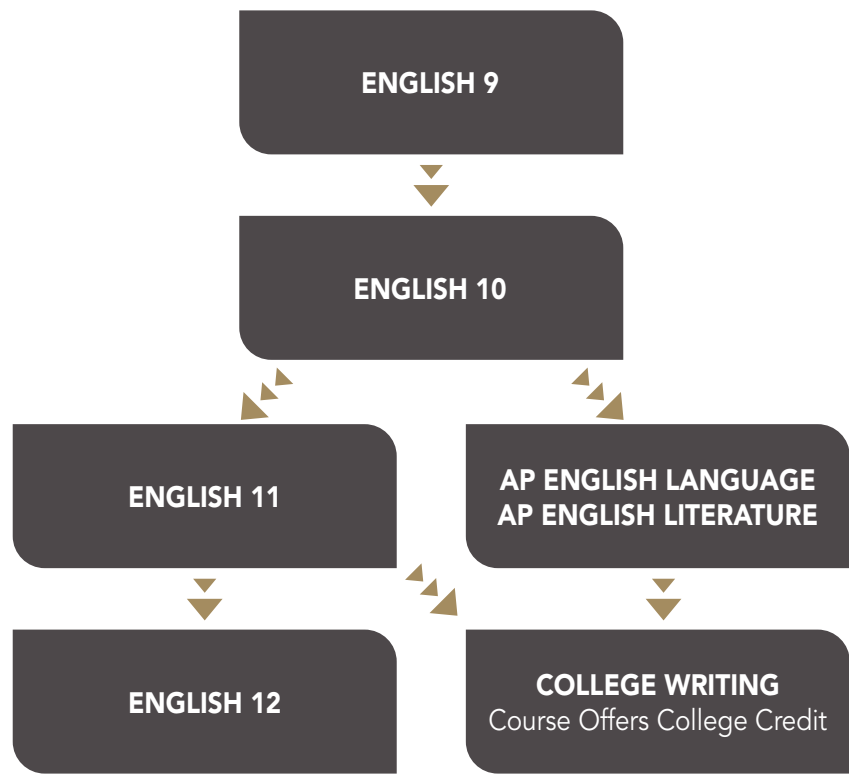 ENGLISH 9
ENGLISH 10
ENGLISH 11
AP ENGLISH LANGUAGE
AP ENGLISH LITERATURE
ENGLISH 12
COLLEGE WRITING
Course Offers College Credit